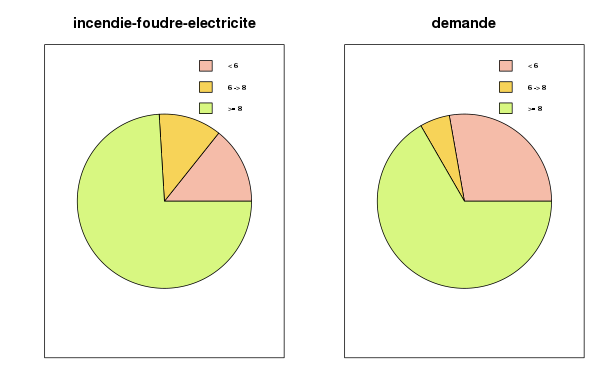 incendie-foudre-electricite
< 6
6 -> 8
>= 8
demande
< 6
6 -> 8
>= 8